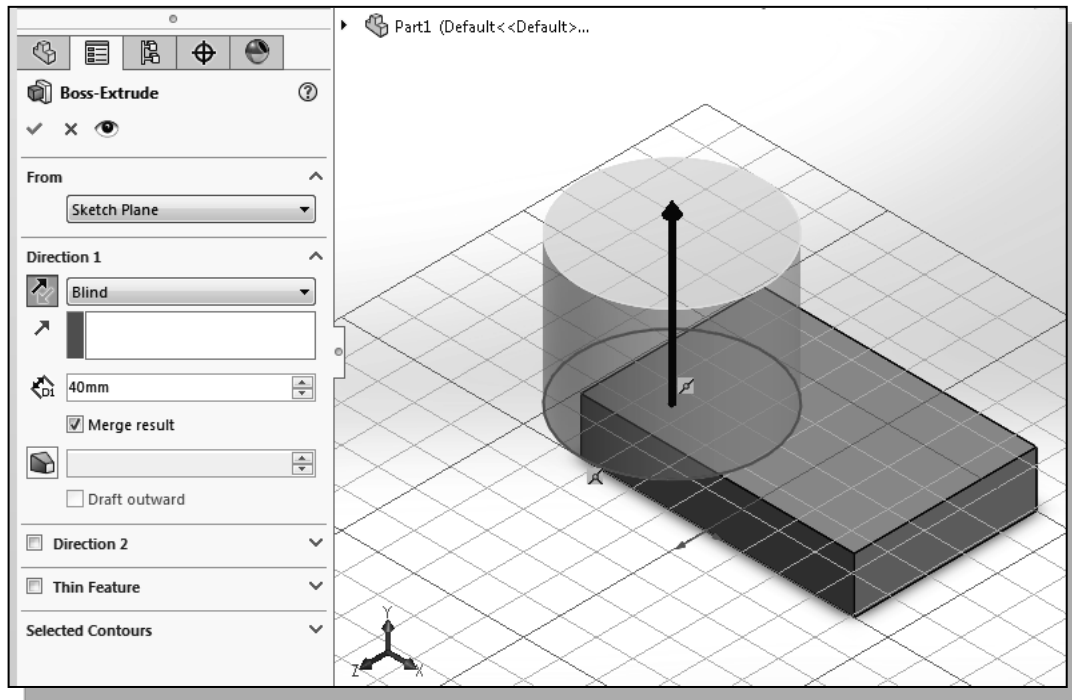 Part1 (Default<<Default>...
Boss-Extrude
From
Sketch Plane
Direction 1
Blind
D1
40mm
Merge result
Draft outward
Direction 2
Thin Feature
Selected Contours
Y
Z
X